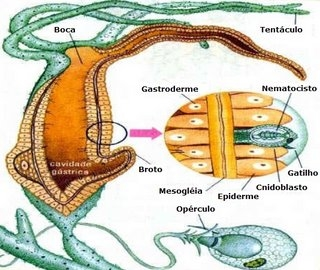 Boca
Tentáculo
Gastroderme
Nematocisto
cavidade
gástrica
Broto
Gatilho
Mesogléia
Cnidoblasto
Epiderme
Opérculo